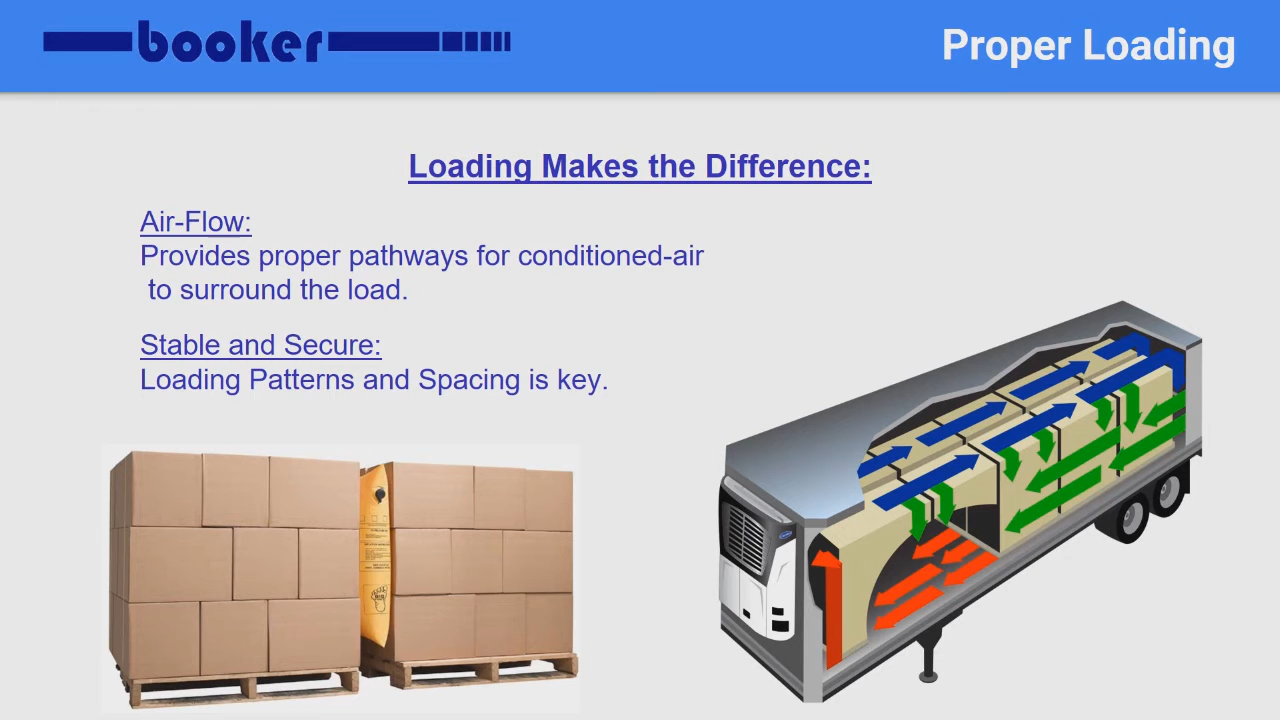 booker
Proper Loading
Loading Makes the Difference:
Air-Flow:
Provides proper pathways for conditioned-air
to surround the load.
Stable and Secure:
Loading Patterns and Spacing is key.